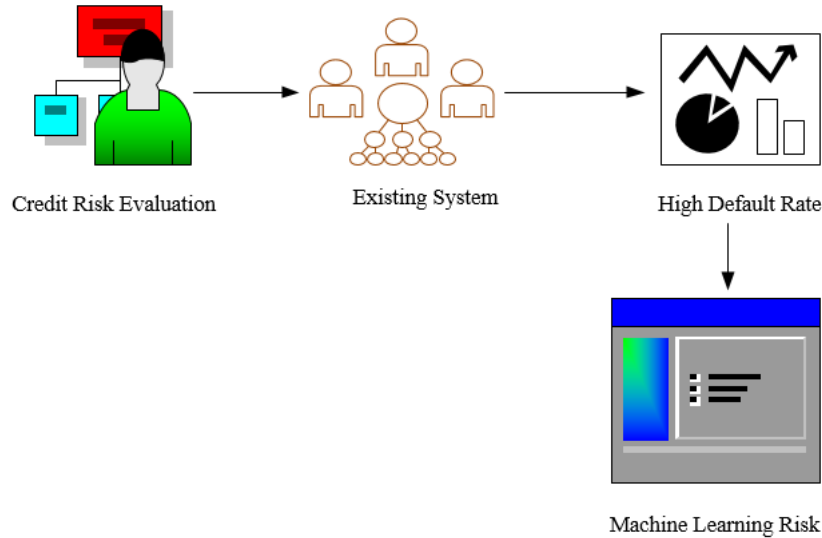 Credit Risk Evaluation
Existing System
High Default Rate
Machine Learning Risk